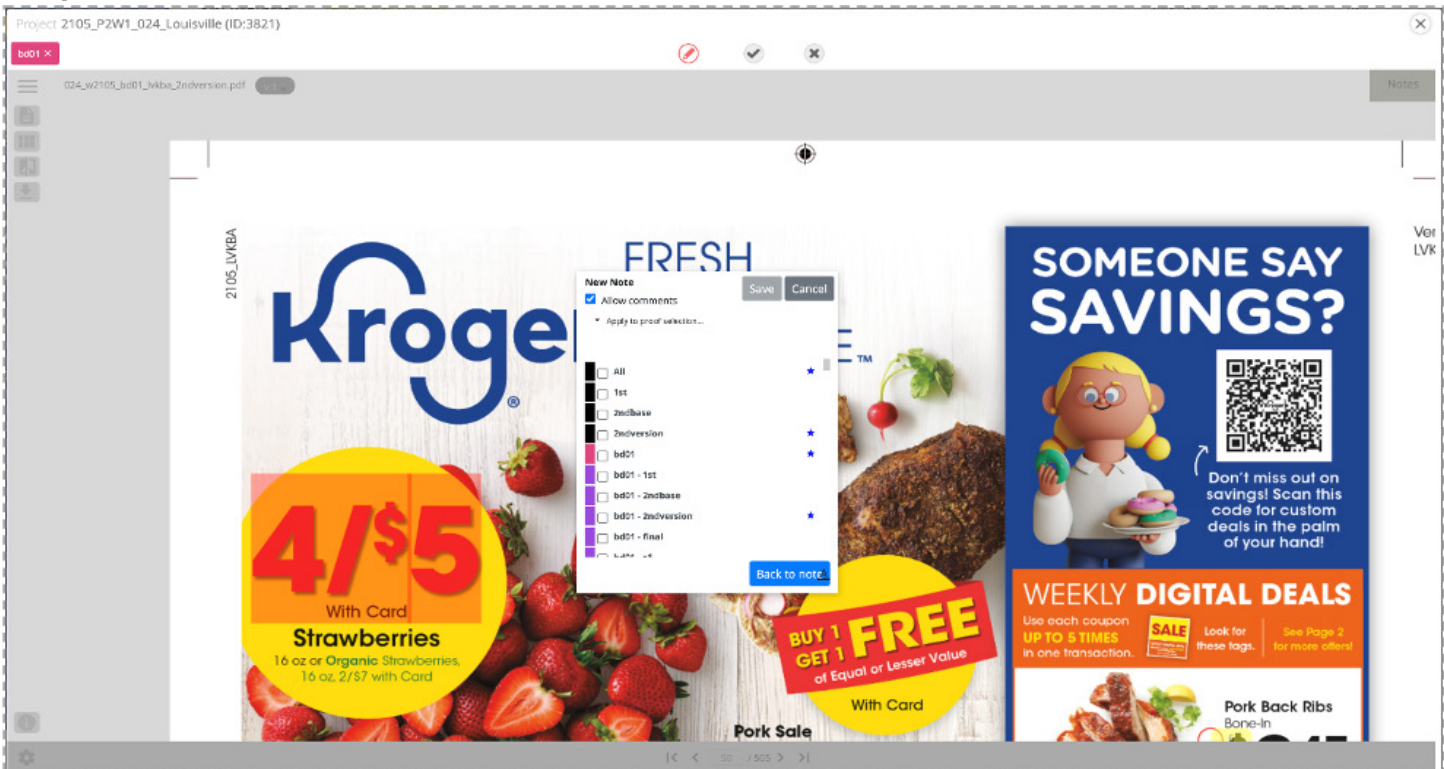 Project 2105_P2W1_024_Louisville (ID:3821)
bd01 ×
024_w2105_bd01_lvkba_2ndversion.pdf
Notes
2105_LVKBA
Kroge
®
FRESH
E™
New Note
Save
Cancel
Allow comments
Apply to proof selection...
All
1st
2ndbase
2ndversion
bd01
bd01 - 1st
bd01 - 2ndbase
bd01 - 2ndversion
bd01 - final
Back to note
4/$5
With Card
Strawberries
16 oz or Organic Strawberries,
16 oz, 2/$7 with Card
BUY 1
GET 1 FREE
of Equal or Lesser Value
With Card
Pork Sale
SOMEONE SAY
SAVINGS?
Don't miss out on
savings! Scan this
code for custom
deals in the palm
of your hand!
WEEKLY DIGITAL DEALS
Use each coupon
UP TO 5 TIMES
in one transaction.
SALE
Look for
these tags.
See Page 2
for more offers!
Pork Back Ribs
Bone-In
Ver
LVK
50 / 505